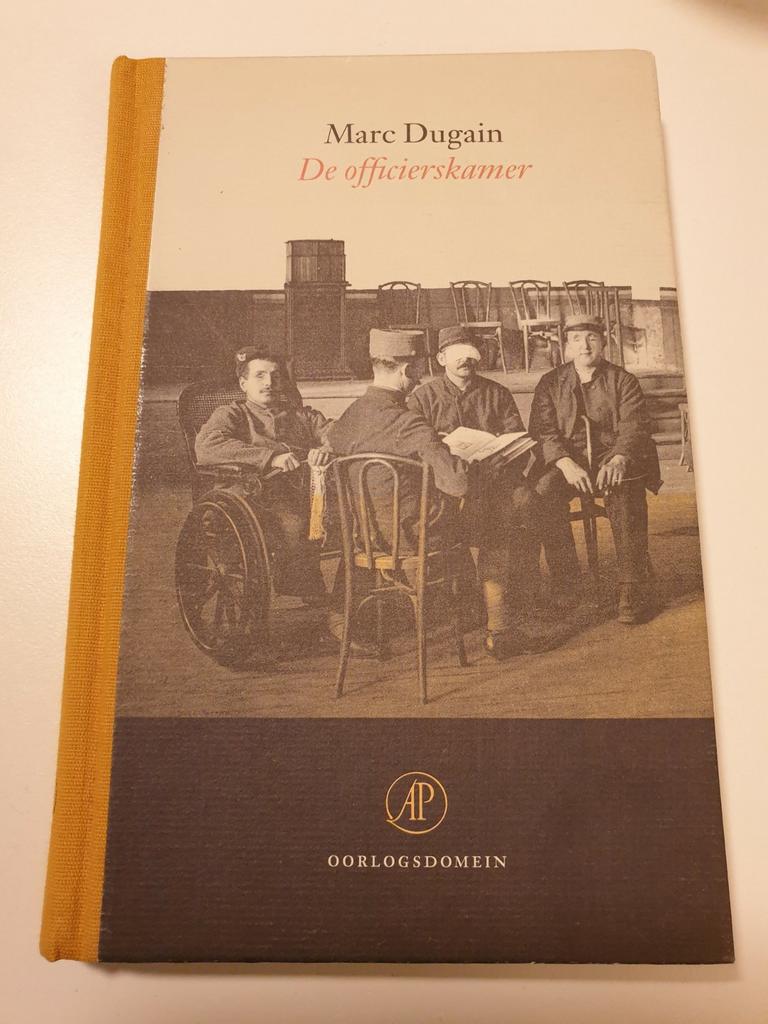 Marc Dugain
De officierskamer
AP
OORLOGSDOMEIN